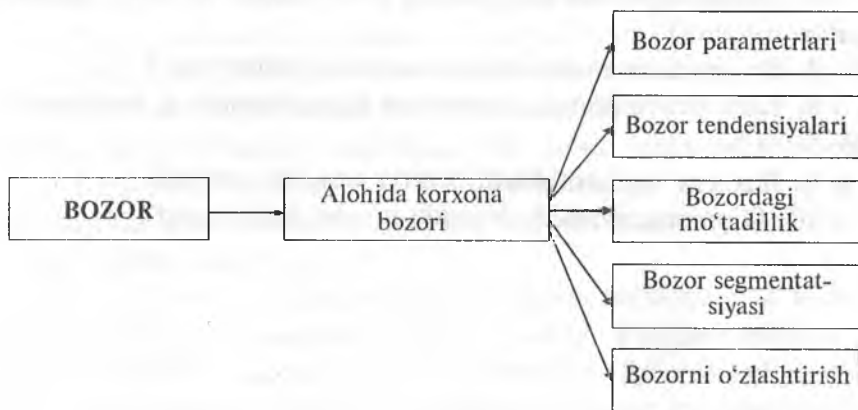 BOZOR
Alohida korxona
bozori
Bozor parametrlari
Bozor tendensiyalari
Bozordagi
mo‘tadillik
Bozor segmentat-
siyasi
Bozorni o‘zlashtirish